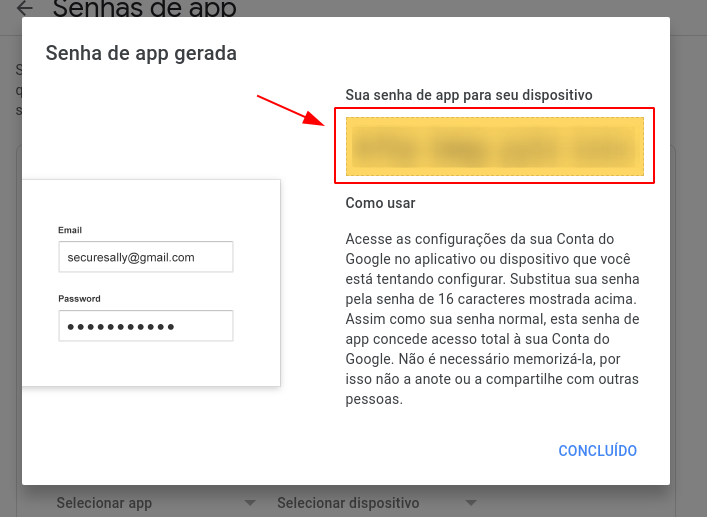 Senhas de app
Senha de app gerada
Sua senha de app para seu dispositivo
Como usar
Email
securesally@gmail.com
Password
Acesse as configurações da sua Conta do
Google no aplicativo ou dispositivo que você
está tentando configurar. Substitua sua senha
pela senha de 16 caracteres mostrada acima.
Assim como sua senha normal, esta senha de
app concede acesso total à sua Conta do
Google. Não é necessário memorizá-la, por
isso não a anote ou a compartilhe com outras
pessoas.
CONCLUÍDO
Selecionar app
Selecionar dispositivo